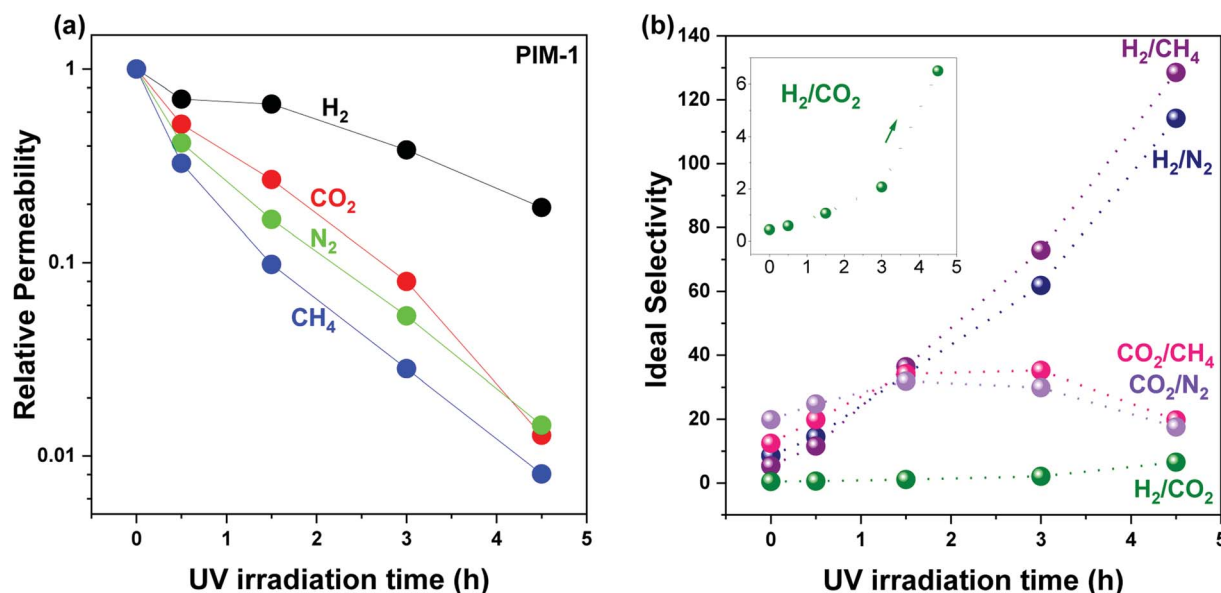 (a)
PIM-1
1
0.1
0.01
H₂
CO₂
N₂
CH₄
Relative Permeability
0 1 2 3 4 5
UV irradiation time (h)
(b)
140
120
100
80
60
40
20
0
Ideal Selectivity
H₂/CO₂
6
4
2
0
0 1 2 3 4 5
H₂/CH₄
H₂/N₂
CO₂/CH₄
CO₂/N₂
H₂/CO₂
0 1 2 3 4 5
UV irradiation time (h)